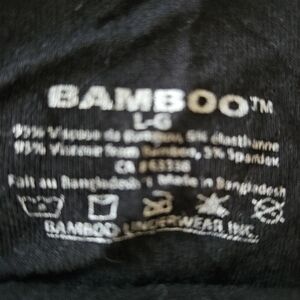 BAMBOO™
L-G
95% Viscose de Bambou, 5% élasthanne
95% Viscose from Bamboo, 5% Spandex
CA
Fait au Bangladesh Made in Bangladesh
BAMBOO UNDERWEAR INC.